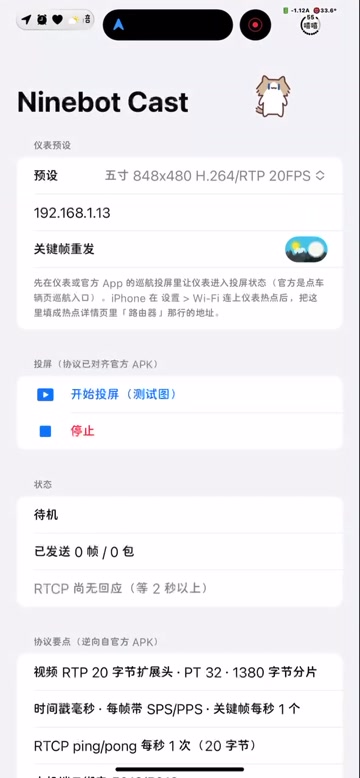 -1.12A 33.6°
55
Ninebot Cast
仪表预设
预设 五寸 848x480 H.264/RTP 20FPS
192.168.1.13
关键帧重发
先在仪表或官方 App 的巡航投屏里让仪表进入投屏状态（官方是点车
辆页巡航入口）。iPhone 在 设置 > Wi-Fi 连上仪表热点后，把这
里填成热点详情页里「路由器」那行的地址。
投屏（协议已对齐官方 APK）
开始投屏（测试图）
停止
状态
待机
已发送 0 帧 / 0 包
RTCP 尚无回应（等 2 秒以上）
协议要点（逆向自官方 APK）
视频 RTP 20 字节扩展头 · PT 32 · 1380 字节分片
时间戳毫秒 · 每帧带 SPS/PPS · 关键帧每秒 1 个
RTCP ping/pong 每秒 1 次（20 字节）